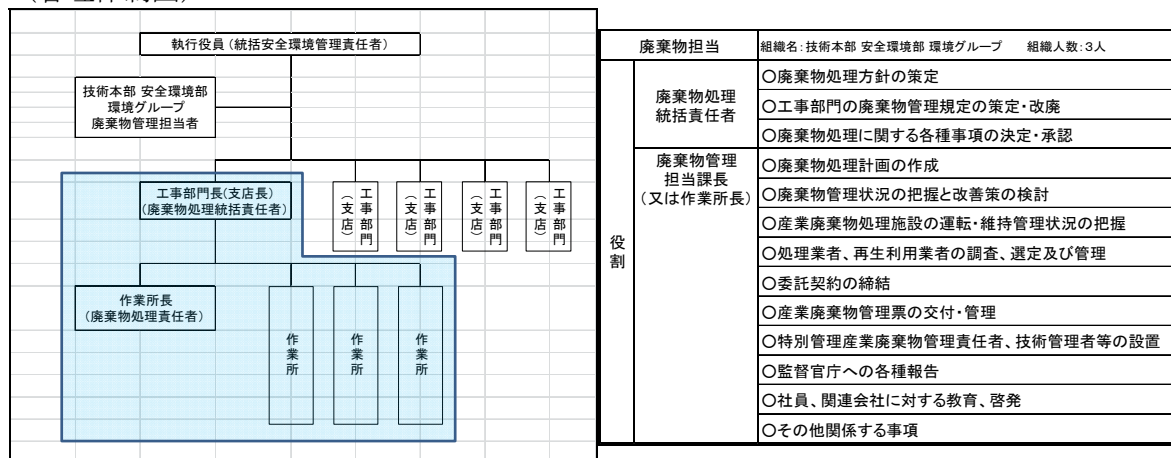 執行役員(統括安全環境管理責任者)
技術本部 安全環境部
環境グループ
廃棄物管理担当者
工事部門長(支店長)
(廃棄物処理統括責任者)
工事部門
(支店)
工事部門
(支店)
工事部門
(支店)
工事部門
(支店)
作業所長
(廃棄物処理責任者)
作業所
作業所
作業所
廃棄物担当
組織名:技術本部 安全環境部 環境グループ 組織人数:3人
役割
廃棄物処理
統括責任者
〇廃棄物処理方針の策定
〇工事部門の廃棄物管理規定の策定・改廃
〇廃棄物処理に関する各種事項の決定・承認
廃棄物管理
担当課長
(又は作業所長)
〇廃棄物処理計画の作成
〇廃棄物管理状況の把握と改善策の検討
〇産業廃棄物処理施設の運転・維持管理状況の把握
〇処理業者、再生利用業者の調査、選定及び管理
〇委託契約の締結
〇産業廃棄物管理票の交付・管理
〇特別管理産業廃棄物管理責任者、技術管理者等の設置
〇監督官庁への各種報告
〇社員、関連会社に対する教育、啓発
〇その他関係する事項